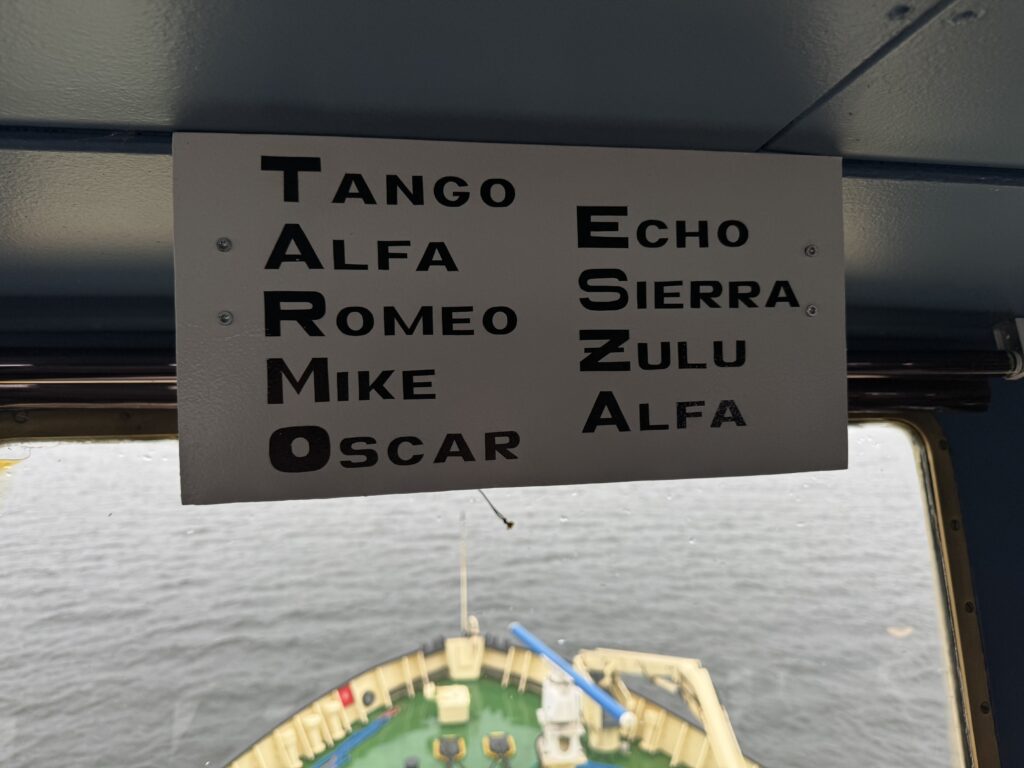 TANGO
ALFA
ROMEO
MIKE
OSCAR
ECHO
SIERRA
ZULU
ALFA